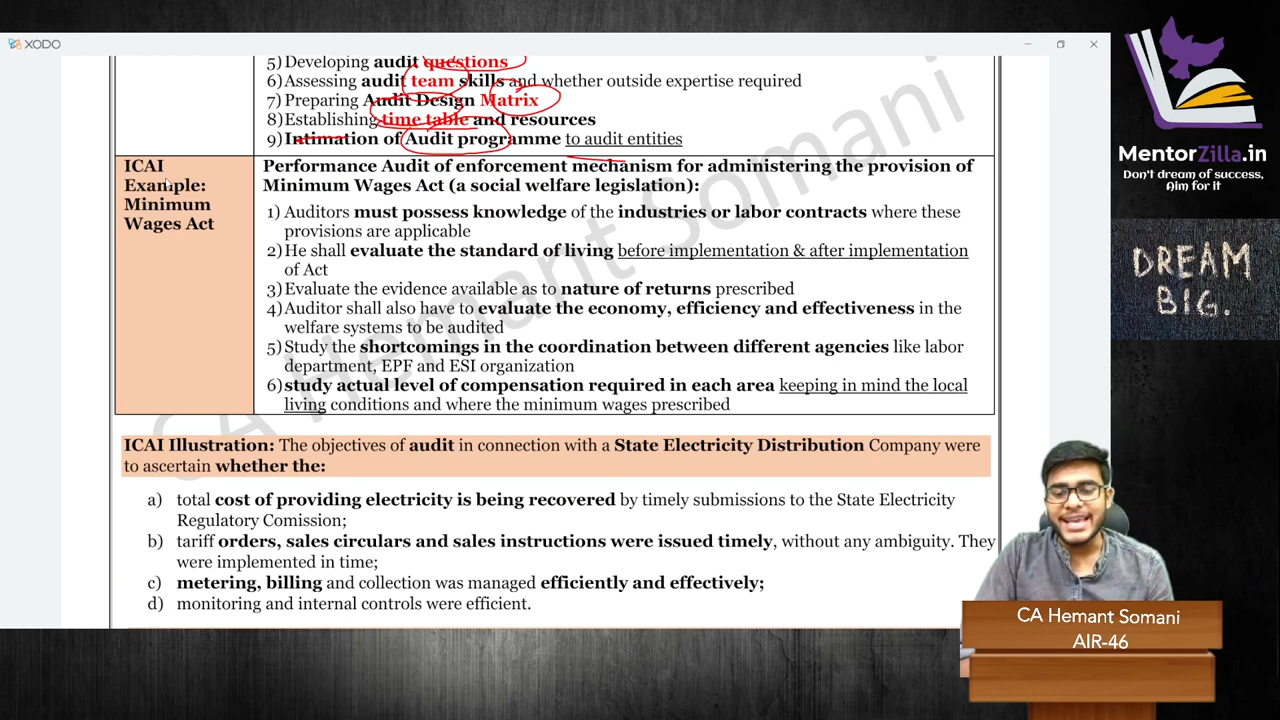 XODO
5) Developing audit questions
6) Assessing audit team skills and whether outside expertise required
7) Preparing Audit Design Matrix
8) Establishing time table and resources
9) Intimation of Audit programme to audit entities
ICAI
Example:
Minimum
Wages Act
Performance Audit of enforcement mechanism for administering the provision of
Minimum Wages Act (a social welfare legislation):
1) Auditors must possess knowledge of the industries or labor contracts where these
provisions are applicable
2) He shall evaluate the standard of living before implementation & after implementation
of Act
3) Evaluate the evidence available as to nature of returns prescribed
4) Auditor shall also have to evaluate the economy, efficiency and effectiveness in the
welfare systems to be audited
5) Study the shortcomings in the coordination between different agencies like labor
department, EPF and ESI organization
6) study actual level of compensation required in each area keeping in mind the local
living conditions and where the minimum wages prescribed
ICAI Illustration: The objectives of audit in connection with a State Electricity Distribution Company were
to ascertain whether the:
a) total cost of providing electricity is being recovered by timely submissions to the State Electricity
Regulatory Comission;
b) tariff orders, sales circulars and sales instructions were issued timely, without any ambiguity. They
were implemented in time;
c) metering, billing and collection was managed efficiently and effectively;
d) monitoring and internal controls were efficient.
CA Hemant Somani
MentorZilla.in
Don't dream of success,
Aim for it
DREAM
BIG.
CA Hemant Somani
AIR-46